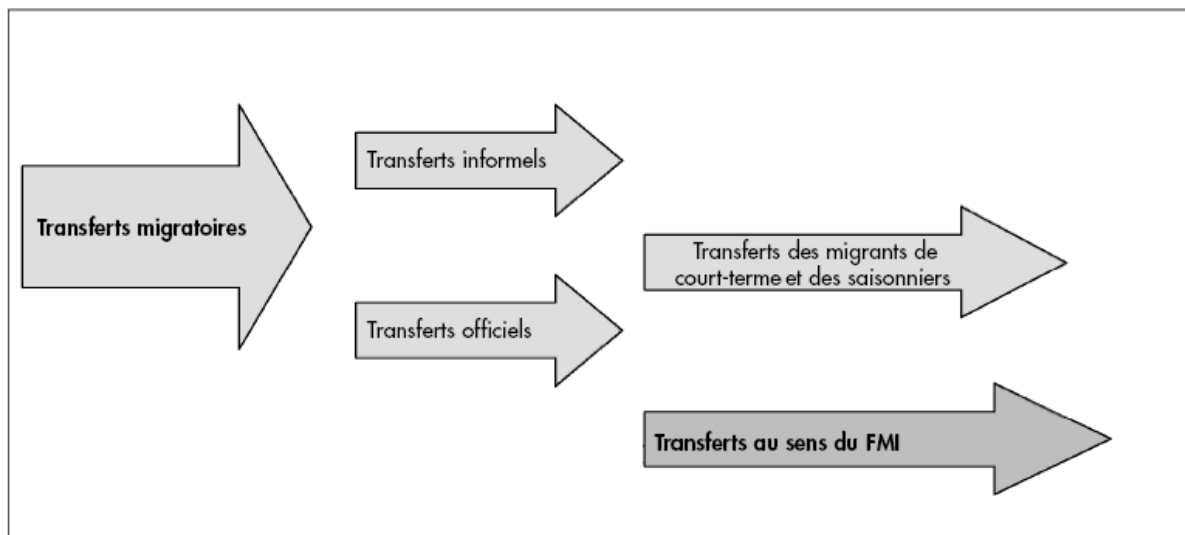 Transferts migratoires
Transferts informels
Transferts officiels
Transferts des migrants de
court-terme et des saisonniers
Transferts au sens du FMI